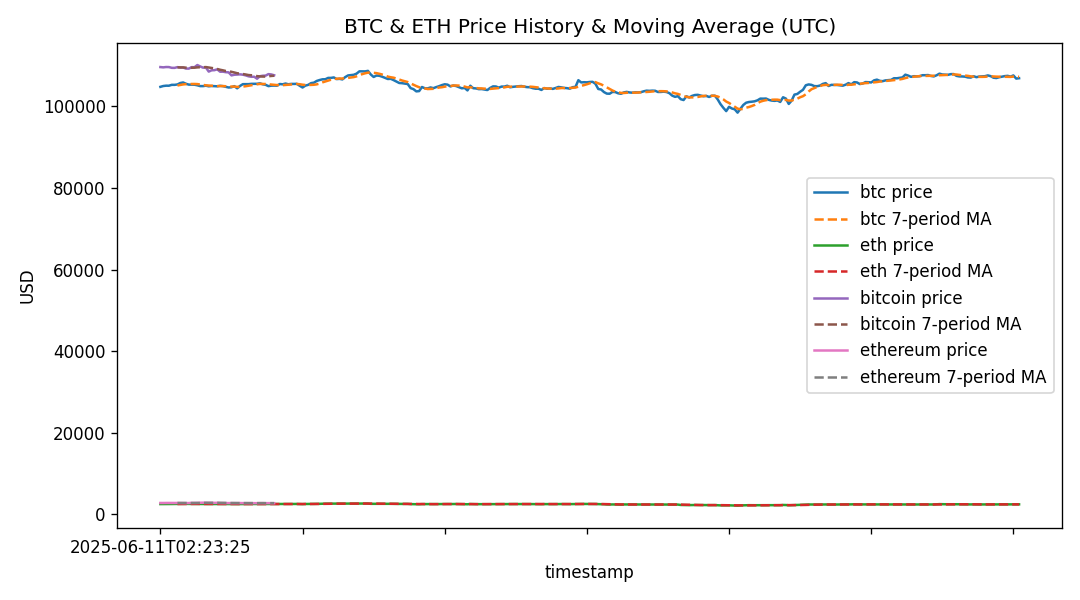 BTC & ETH Price History & Moving Average (UTC)
USD
100000
80000
60000
40000
20000
0
btc price
btc 7-period MA
eth price
eth 7-period MA
bitcoin price
bitcoin 7-period MA
ethereum price
ethereum 7-period MA
2025-06-11T02:23:25
timestamp